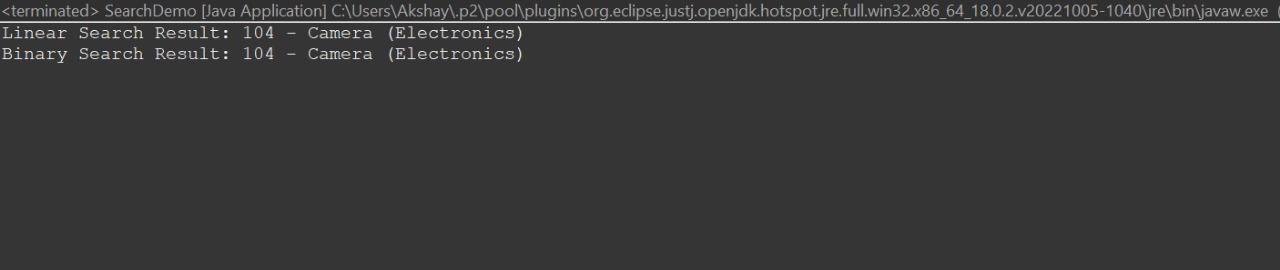 <terminated> SearchDemo [Java Application] C:\Users\Akshay\.p2\pool\plugins\org.eclipse.justj.openjdk.hotspot.jre.full.win32.x86_64_18.0.2.v20221005-1040\jre\bin\javaw.exe (
Linear Search Result: 104 - Camera (Electronics)
Binary Search Result: 104 - Camera (Electronics)